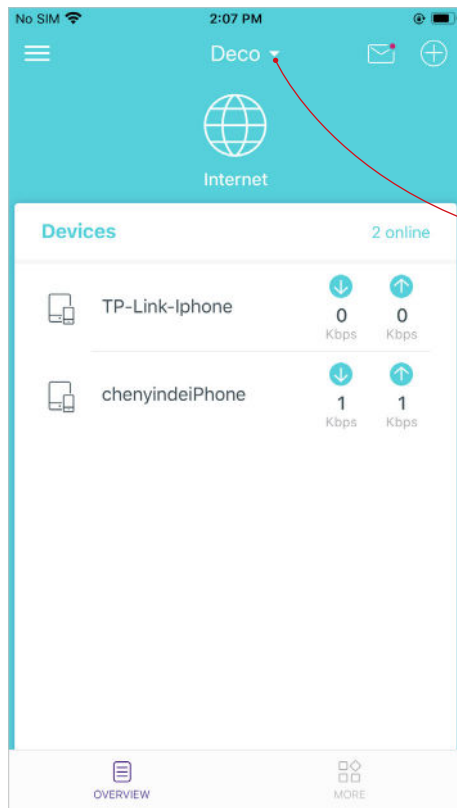 No SIM 2:07 PM
Deco
Internet
Devices 2 online
TP-Link-Iphone 0 0
Kbps Kbps
chenyindeiPhone 1 1
Kbps Kbps
OVERVIEW MORE